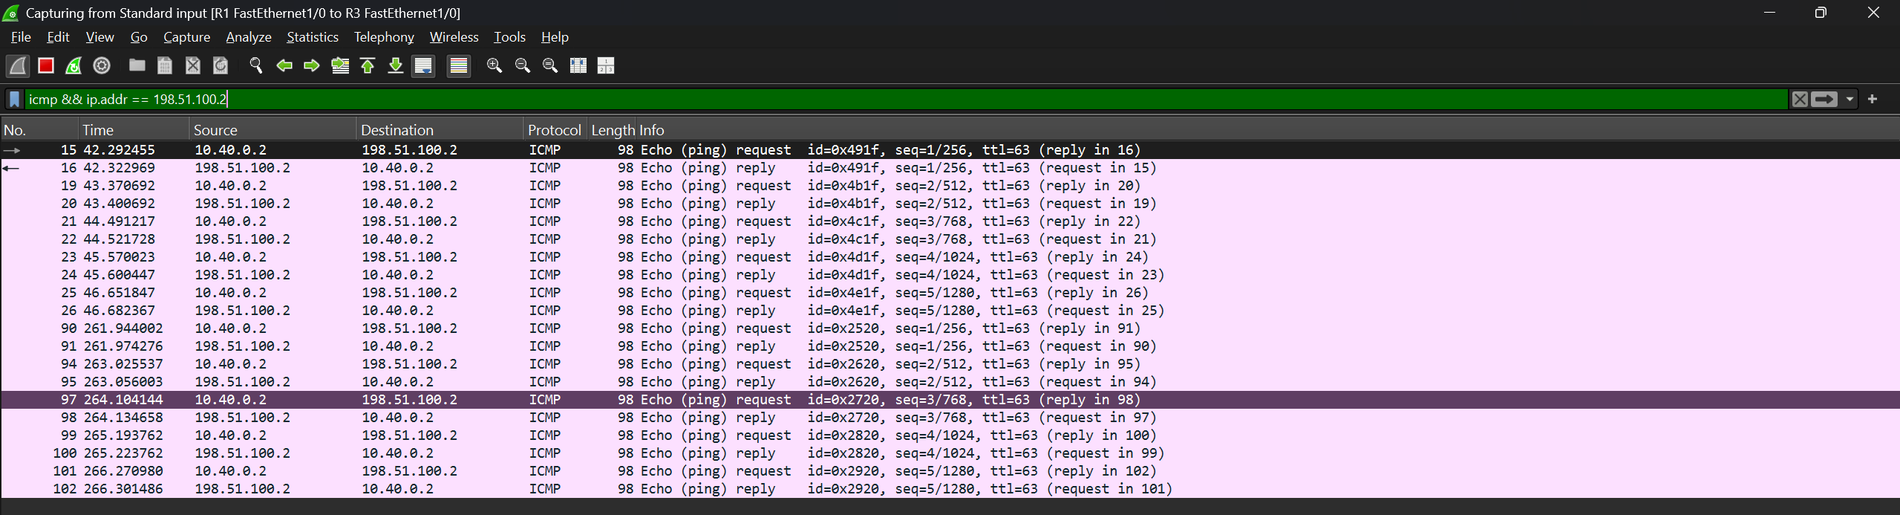 Capturing from Standard input [R1 FastEthernet1/0 to R3 FastEthernet1/0]
File Edit View Go Capture Analyze Statistics Telephony Wireless Tools Help
icmp && ip.addr == 198.51.100.2
No. Time Source Destination Protocol Length Info
15 42.292455 10.40.0.2 198.51.100.2 ICMP 98 Echo (ping) request id=0x491f, seq=1/256, ttl=63 (reply in 16)
16 42.322969 198.51.100.2 10.40.0.2 ICMP 98 Echo (ping) reply id=0x491f, seq=1/256, ttl=63 (request in 15)
19 43.370692 10.40.0.2 198.51.100.2 ICMP 98 Echo (ping) request id=0x4b1f, seq=2/512, ttl=63 (reply in 20)
20 43.400692 198.51.100.2 10.40.0.2 ICMP 98 Echo (ping) reply id=0x4b1f, seq=2/512, ttl=63 (request in 19)
21 44.491217 10.40.0.2 198.51.100.2 ICMP 98 Echo (ping) request id=0x4c1f, seq=3/768, ttl=63 (reply in 22)
22 44.521728 198.51.100.2 10.40.0.2 ICMP 98 Echo (ping) reply id=0x4c1f, seq=3/768, ttl=63 (request in 21)
23 45.570023 10.40.0.2 198.51.100.2 ICMP 98 Echo (ping) request id=0x4d1f, seq=4/1024, ttl=63 (reply in 24)
24 45.600447 198.51.100.2 10.40.0.2 ICMP 98 Echo (ping) reply id=0x4d1f, seq=4/1024, ttl=63 (request in 23)
25 46.651847 10.40.0.2 198.51.100.2 ICMP 98 Echo (ping) request id=0x4e1f, seq=5/1280, ttl=63 (reply in 26)
26 46.682367 198.51.100.2 10.40.0.2 ICMP 98 Echo (ping) reply id=0x4e1f, seq=5/1280, ttl=63 (request in 25)
90 261.944002 10.40.0.2 198.51.100.2 ICMP 98 Echo (ping) request id=0x2520, seq=1/256, ttl=63 (reply in 91)
91 261.974276 198.51.100.2 10.40.0.2 ICMP 98 Echo (ping) reply id=0x2520, seq=1/256, ttl=63 (request in 90)
94 263.025537 10.40.0.2 198.51.100.2 ICMP 98 Echo (ping) request id=0x2620, seq=2/512, ttl=63 (reply in 95)
95 263.056003 198.51.100.2 10.40.0.2 ICMP 98 Echo (ping) reply id=0x2620, seq=2/512, ttl=63 (request in 94)
97 264.104144 10.40.0.2 198.51.100.2 ICMP 98 Echo (ping) request id=0x2720, seq=3/768, ttl=63 (reply in 98)
98 264.134658 198.51.100.2 10.40.0.2 ICMP 98 Echo (ping) reply id=0x2720, seq=3/768, ttl=63 (request in 97)
99 265.193762 10.40.0.2 198.51.100.2 ICMP 98 Echo (ping) request id=0x2820, seq=4/1024, ttl=63 (reply in 100)
100 265.223762 198.51.100.2 10.40.0.2 ICMP 98 Echo (ping) reply id=0x2820, seq=4/1024, ttl=63 (request in 99)
101 266.270980 10.40.0.2 198.51.100.2 ICMP 98 Echo (ping) request id=0x2920, seq=5/1280, ttl=63 (reply in 102)
102 266.301486 198.51.100.2 10.40.0.2 ICMP 98 Echo (ping) reply id=0x2920, seq=5/1280, ttl=63 (request in 101)